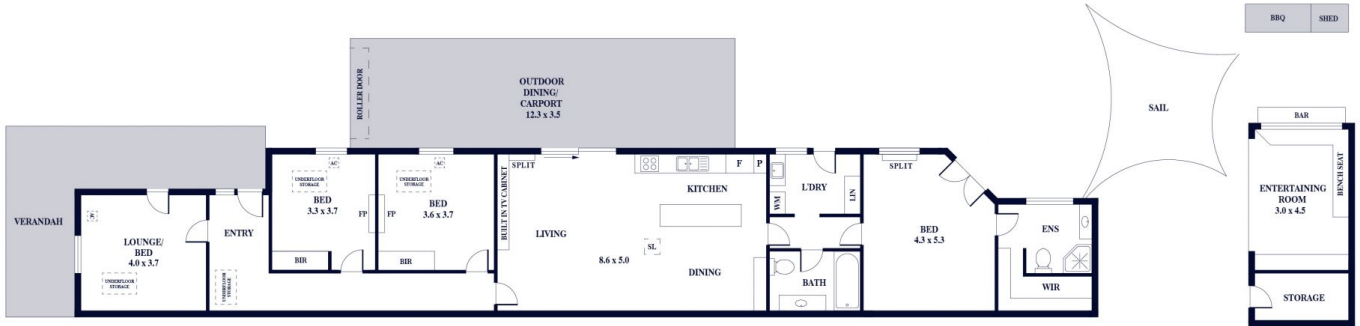 BBQ
SHED
ROLLER DOOR
OUTDOOR
DINING/
CARPORT
12.3 x 3.5
SAIL
BAR
BENCH SEAT
ENTERTAINING
ROOM
3.0 x 4.5
STORAGE
VERANDAH
LOUNGE/
BED
4.0 x 3.7
UNDERFLOOR
STORAGE
ENTRY
UNDERFLOOR
STORAGE
AC
UNDERFLOOR
STORAGE
BED
3.3 x 3.7
FP
BIR
AC
UNDERFLOOR
STORAGE
BED
3.6 x 3.7
FP
BIR
SPLIT
BUILT IN TV CABINET
LIVING
8.6 x 5.0
SL
KITCHEN
F
P
DINING
L'DRY
WM
LIN
BATH
SPLIT
BED
4.3 x 5.3
ENS
WIR